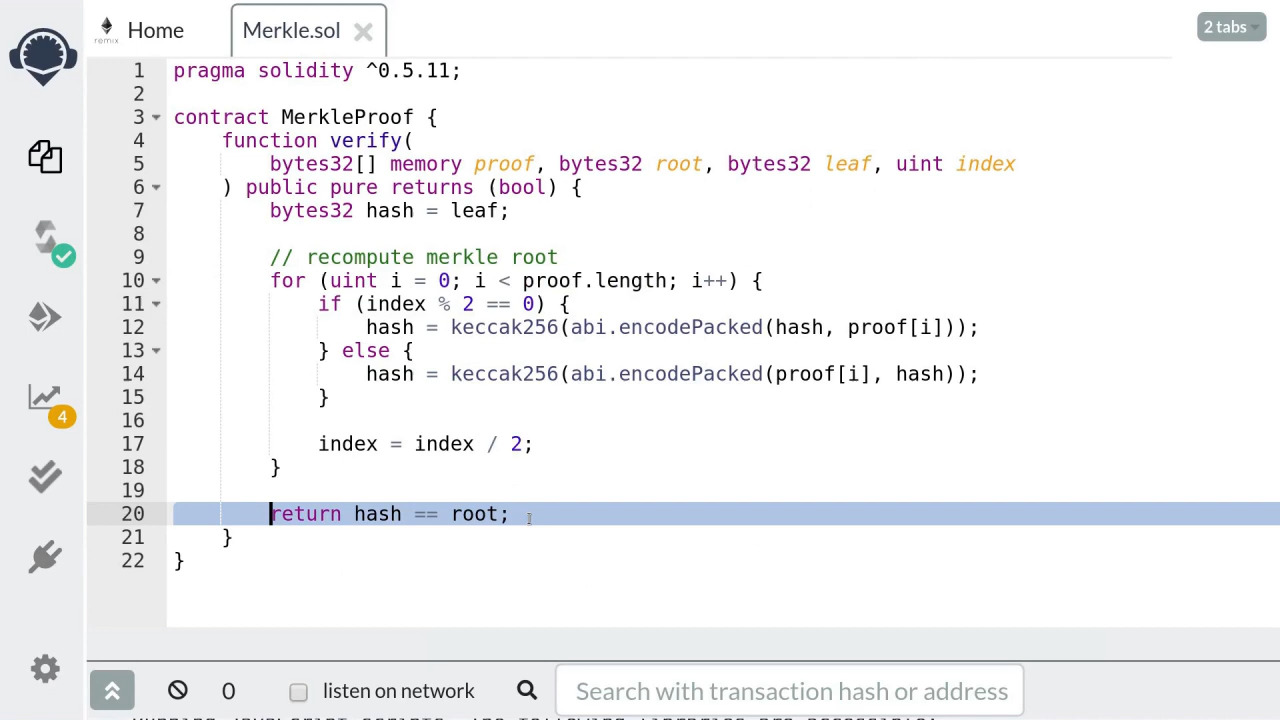 remix
Home
Merkle.sol
2 tabs
1 pragma solidity ^0.5.11;
2
3 contract MerkleProof {
4 function verify(
5 bytes32[] memory proof, bytes32 root, bytes32 leaf, uint index
6 ) public pure returns (bool) {
7 bytes32 hash = leaf;
8
9 // recompute merkle root
10 for (uint i = 0; i < proof.length; i++) {
11 if (index % 2 == 0) {
12 hash = keccak256(abi.encodePacked(hash, proof[i]));
13 } else {
14 hash = keccak256(abi.encodePacked(proof[i], hash));
15 }
16
17 index = index / 2;
18 }
19
20 return hash == root;
21 }
22 }
4
0
listen on network
Search with transaction hash or address